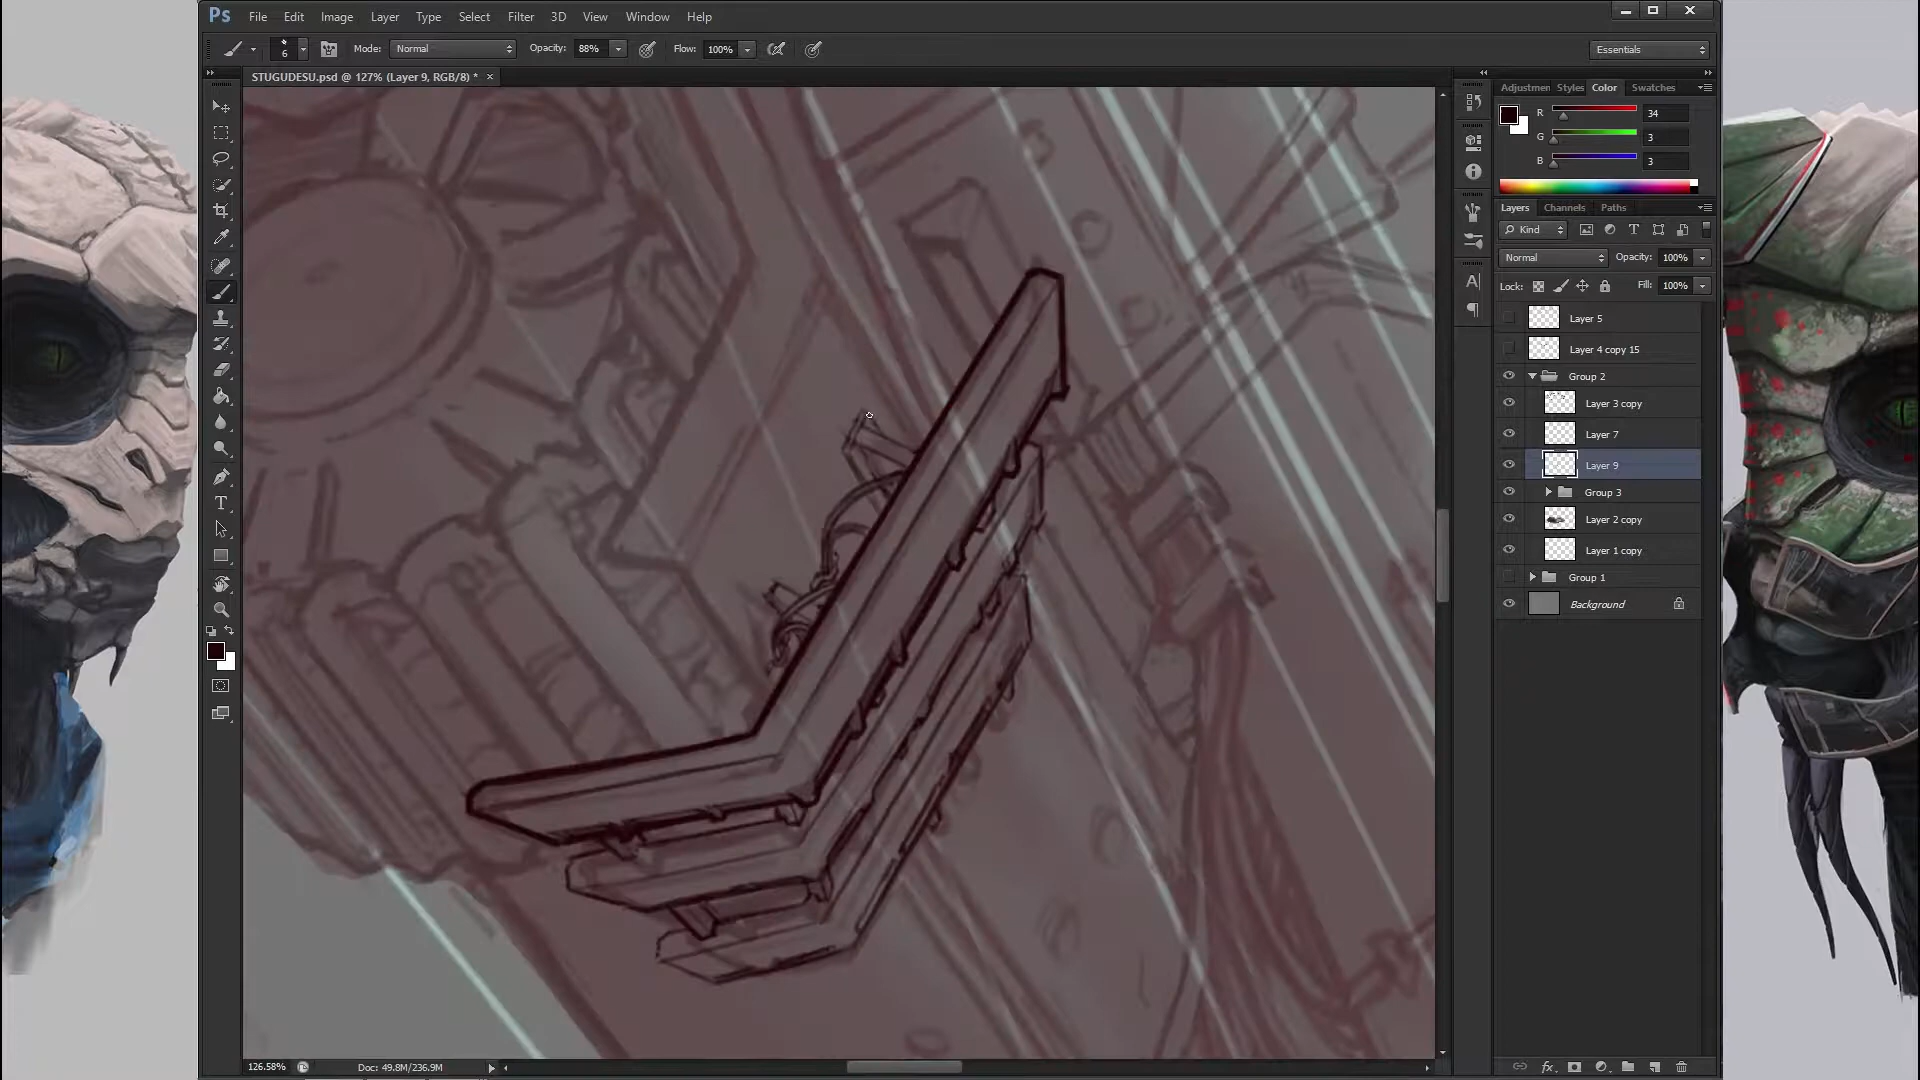 Ps File Edit Image Layer Type Select Filter 3D View Window Help
6 Mode: Normal Opacity: 88% Flow: 100% Essentials
STUGUDESU.psd @ 127% (Layer 9, RGB/8) * ×
Adjustmen Styles Color Swatches
R 34
G 3
B 3
Layers Channels Paths
Kind
Normal Opacity: 100%
Lock: Fill: 100%
Layer 5
Layer 4 copy 15
Group 2
Layer 3 copy
Layer 7
Layer 9
Group 3
Layer 2 copy
Layer 1 copy
Group 1
Background
126.58% Doc: 49.8M/236.9M